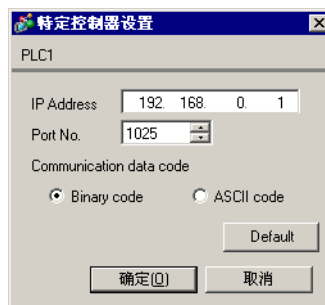 特定控制器设置
PLC1
IP Address 192. 168. 0. 1
Port No. 1025
Communication data code
Binary code ASCII code
Default
确定(O) 取消